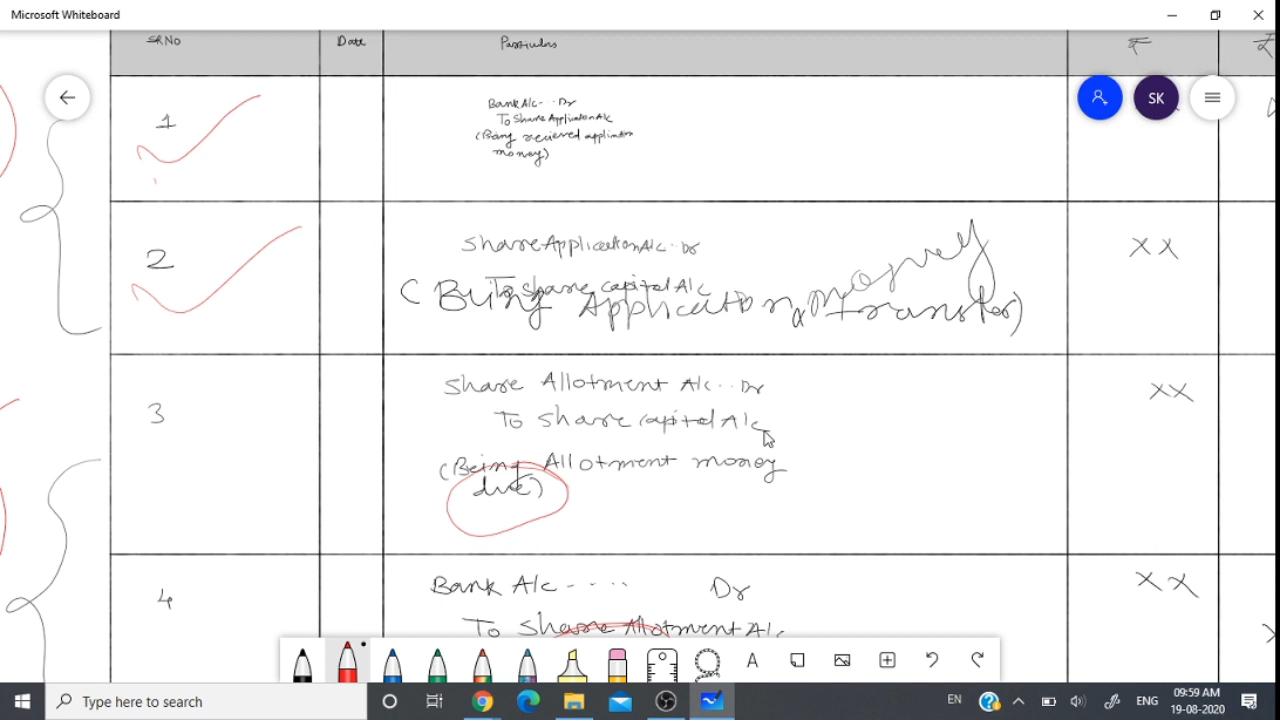 Microsoft Whiteboard
SR No Date Particulars ₹ ₹
SK
1
Bank A/c... Dr
To Share Application A/c
(Being recieved application
money)
2
Share Application A/c.. Dr
To share capital A/c
XX
(Being Application money transfer)
3
Share Allotment A/c.. Dr
To share capital A/c
XX
(Being Allotment money
due)
4
Bank A/c - .... Dr
To Share Allotment A/c
XX
A
Type here to search
EN
ENG
09:59 AM
19-08-2020